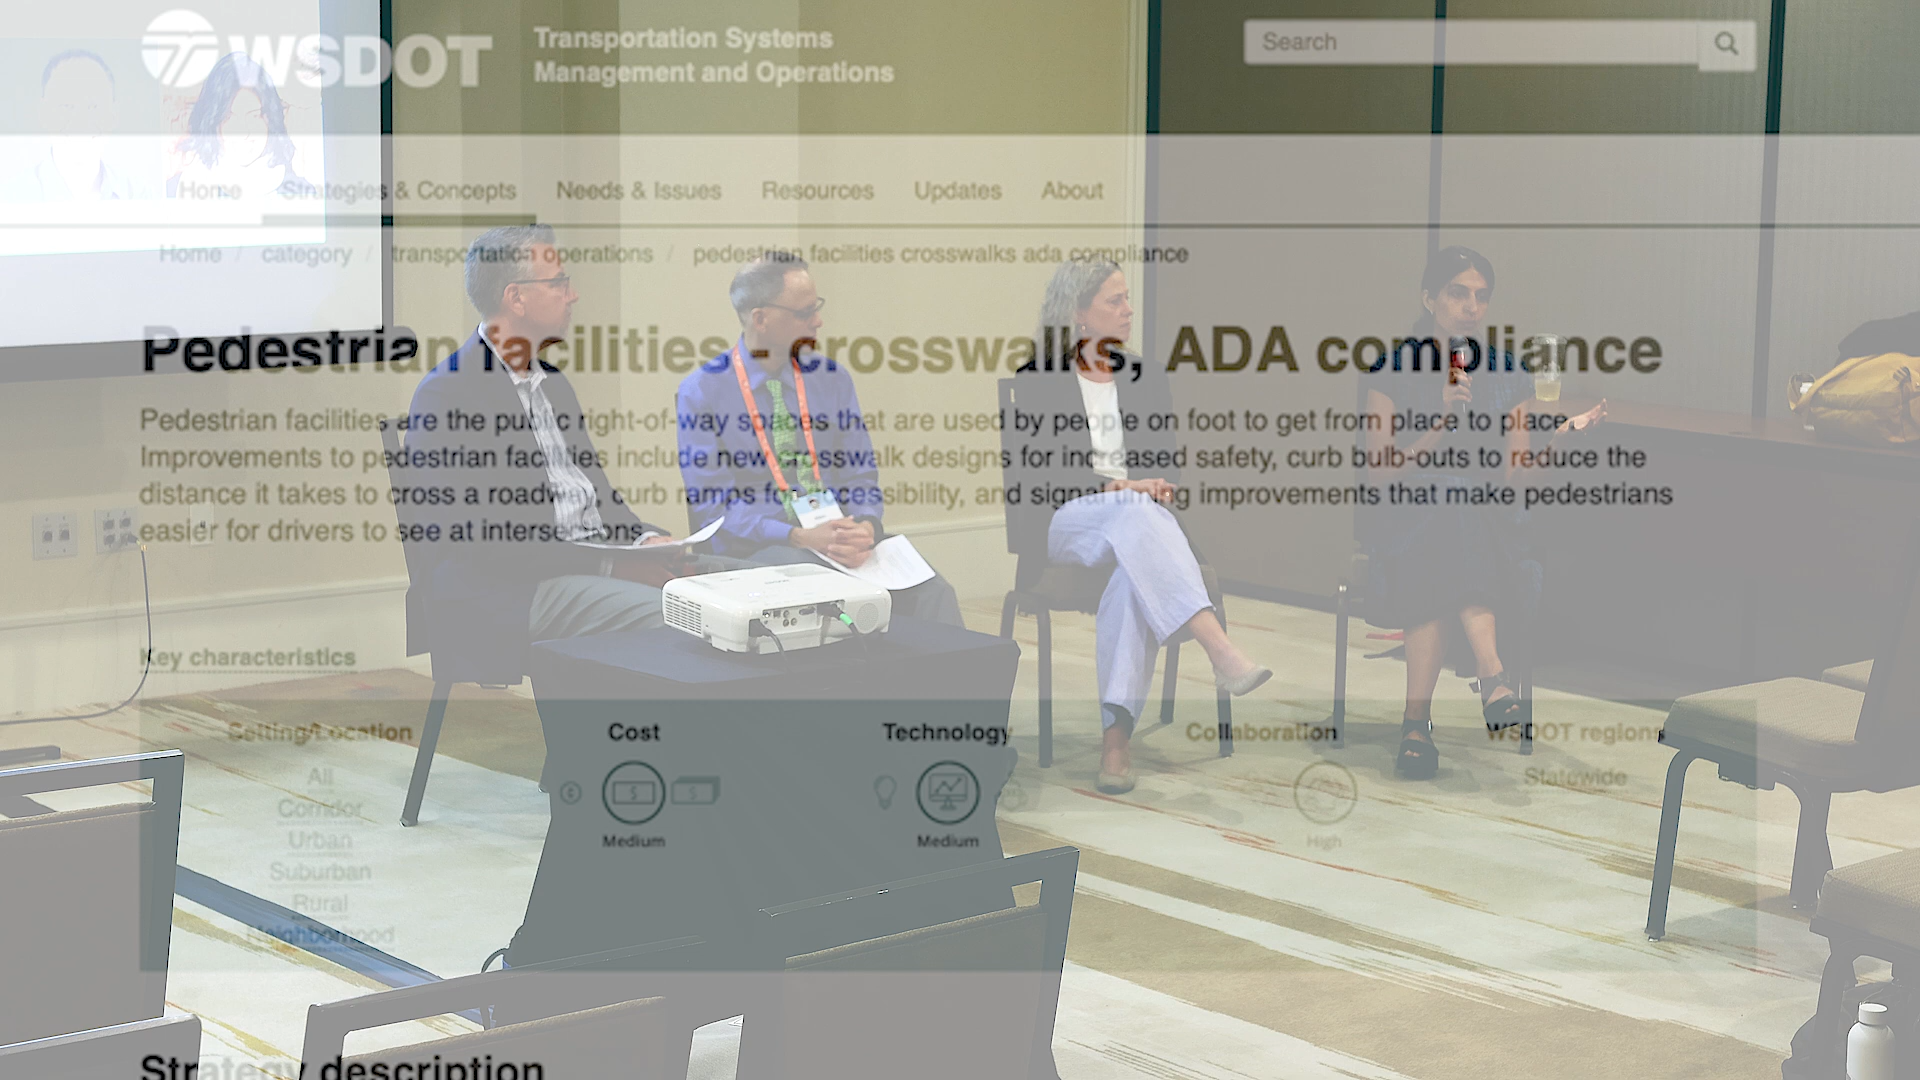 WSDOT
Transportation Systems
Management and Operations
Search
Home Strategies & Concepts Needs & Issues Resources Updates About
Home / category / transportation operations / pedestrian facilities crosswalks ada compliance
Pedestrian facilities - crosswalks, ADA compliance
Pedestrian facilities are the public right-of-way spaces that are used by people on foot to get from place to place.
Improvements to pedestrian facilities include new crosswalk designs for increased safety, curb bulb-outs to reduce the
distance it takes to cross a roadway, curb ramps for accessibility, and signal timing improvements that make pedestrians
easier for drivers to see at intersections.
Key characteristics
Setting/Location Cost Technology Collaboration WSDOT regions
All
Corridor
Urban
Suburban
Rural
Neighborhood
Medium
Medium
High
Statewide
Strategy description